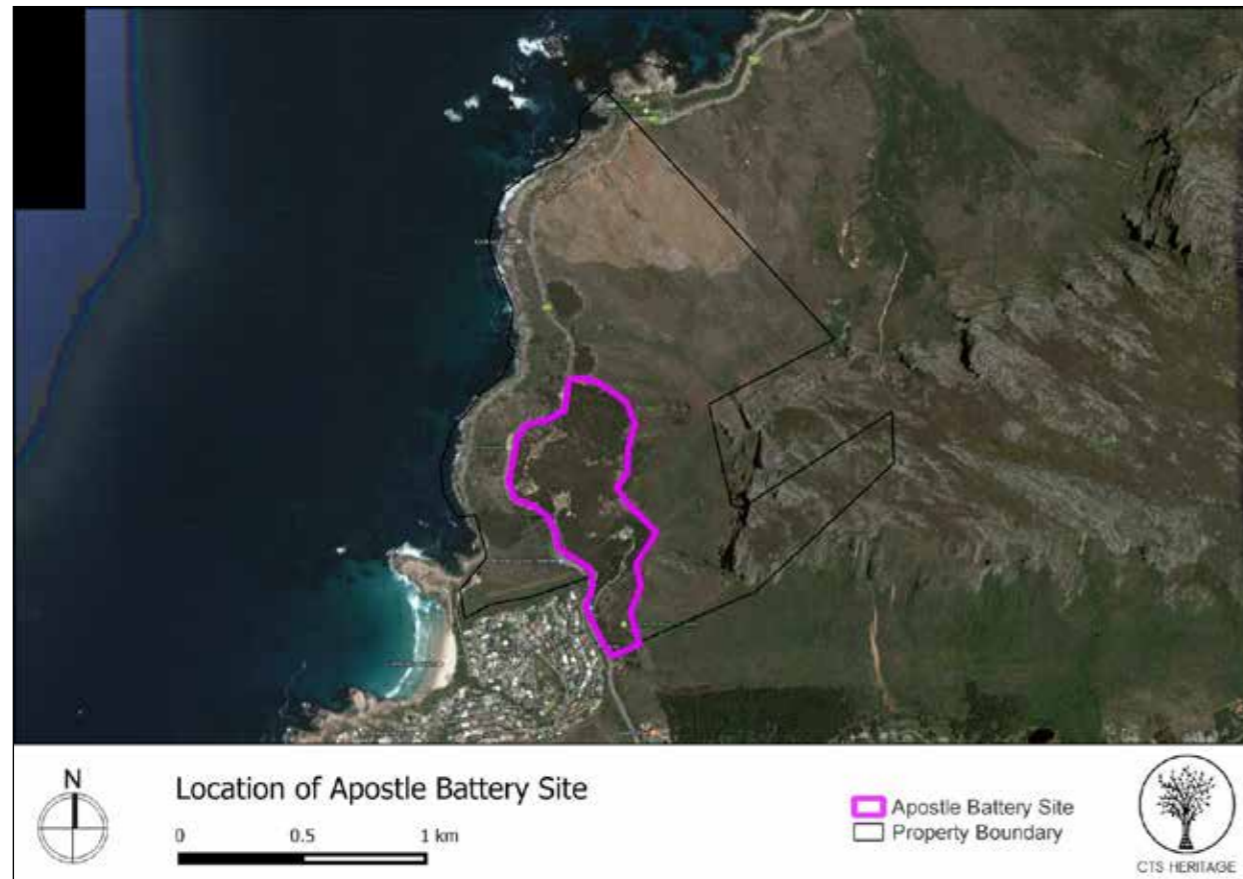 N
Location of Apostle Battery Site
0 0.5 1 km
Apostle Battery Site
Property Boundary
CTS HERITAGE